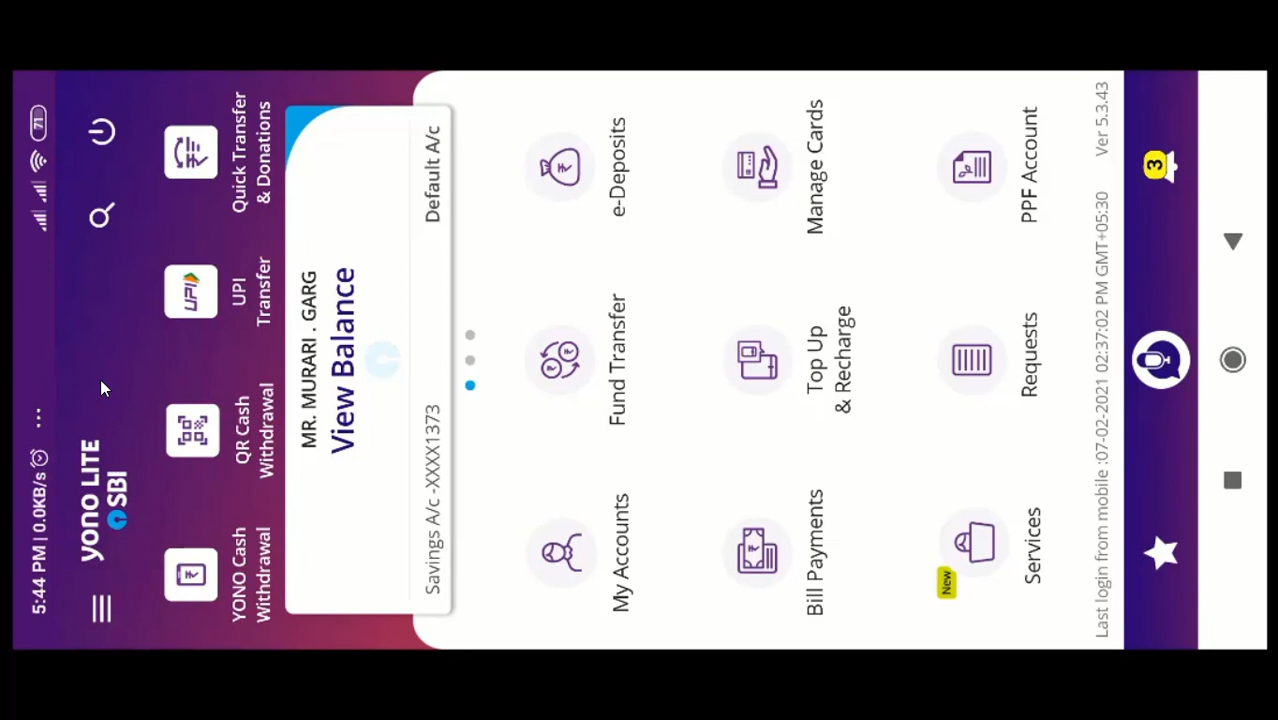 5:44 PM | 0.0KB/s ... 71
yono LITE
SBI
YONO Cash
Withdrawal
QR Cash
Withdrawal
UPI
UPI
Transfer
Quick Transfer
& Donations
MR. MURARI . GARG
View Balance
Savings A/c -XXXX1373 Default A/c
My Accounts
Fund Transfer
e-Deposits
Bill Payments
Top Up
& Recharge
Manage Cards
New
Services
Requests
PPF Account
Last login from mobile :07-02-2021 02:37:02 PM GMT+05:30 Ver 5.3.43
3